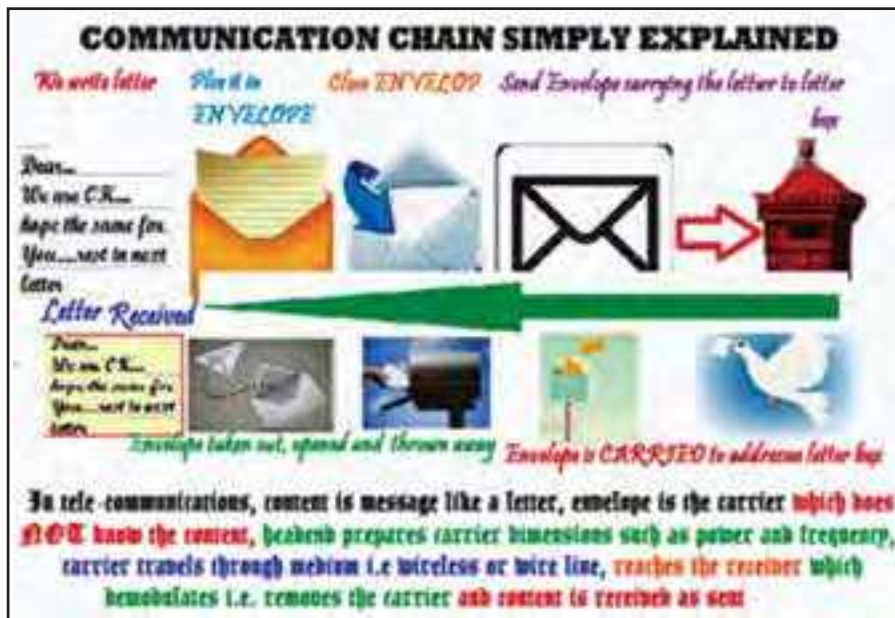 COMMUNICATION CHAIN SIMPLY EXPLAINED
We write letter
Place it in
ENVELOPE
Close ENVELOP
Send Envelope carrying the letter to letter
box
Dear...
We are OK...
hope the same for
You....rest in next
letter
Letter Received
Dear...
We are OK...
hope the same for
You....rest in next
letter
Envelope taken out, opened and thrown away
Envelope is CARRIED to addressee letter box
In tele-communications, content is message like a letter, envelope is the carrier which does
NOT know the content, headend prepares carrier dimensions such as power and frequency,
carrier travels through medium i.e wireless or wire line, reaches the receiver which
demodulates i.e. removes the carrier and content is received as sent